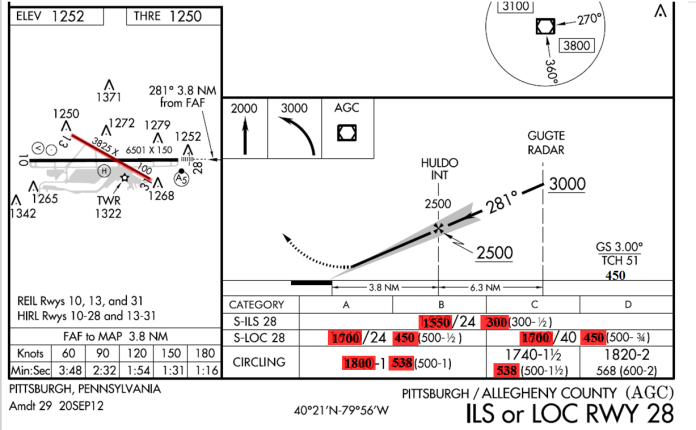 ELEV 1252
THRE 1250
3100
270°
3800
360°
1371
281° 3.8 NM
from FAF
1250
1272
1279
1252
13
3825 X 100
6501 X 150
10
28
31
V
H
A5
1265
TWR
1322
1268
1342
2000
3000
AGC
GUGTE
RADAR
HULDO
INT
2500
281°
3000
2500
GS 3.00°
TCH 51
450
3.8 NM
6.3 NM
REIL Rwys 10, 13, and 31
HIRL Rwys 10-28 and 13-31
FAF to MAP 3.8 NM
Knots 60 90 120 150 180
Min:Sec 3:48 2:32 1:54 1:31 1:16
CATEGORY A B C D
S-ILS 28 1550/24 300(300-½)
S-LOC 28 1700/24 450(500-½) 1700/40 450(500-¾)
CIRCLING 1800-1 538(500-1) 1740-1½ 538(500-1½) 1820-2 568 (600-2)
PITTSBURGH, PENNSYLVANIA
Amdt 29 20SEP12
40°21'N-79°56'W
PITTSBURGH / ALLEGHENY COUNTY (AGC)
ILS or LOC RWY 28